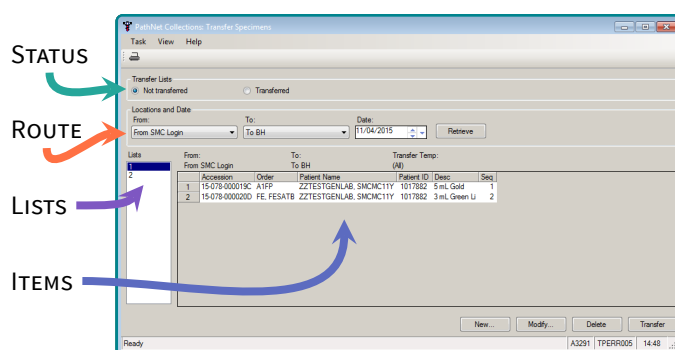 PathNet Collections: Transfer Specimens
Task View Help
STATUS
Transfer Lists
Not transferred Transferred
Locations and Date
From: To: Date:
ROUTE
From SMC Login To BH 11/04/2015 Retrieve
Lists From: To: Transfer Temp:
From SMC Login To BH (All)
1
2
Accession Order Patient Name Patient ID Desc Seq
1 15-078-000019C A1FP ZZTESTGENLAB, SMCMC11Y 1017882 5 mL Gold 1
2 15-078-000020D FE, FESATB ZZTESTGENLAB, SMCMC11Y 1017882 3 mL Green Li 2
LISTS
ITEMS
New... Modify... Delete Transfer
Ready A3291 TPERR005 14:48